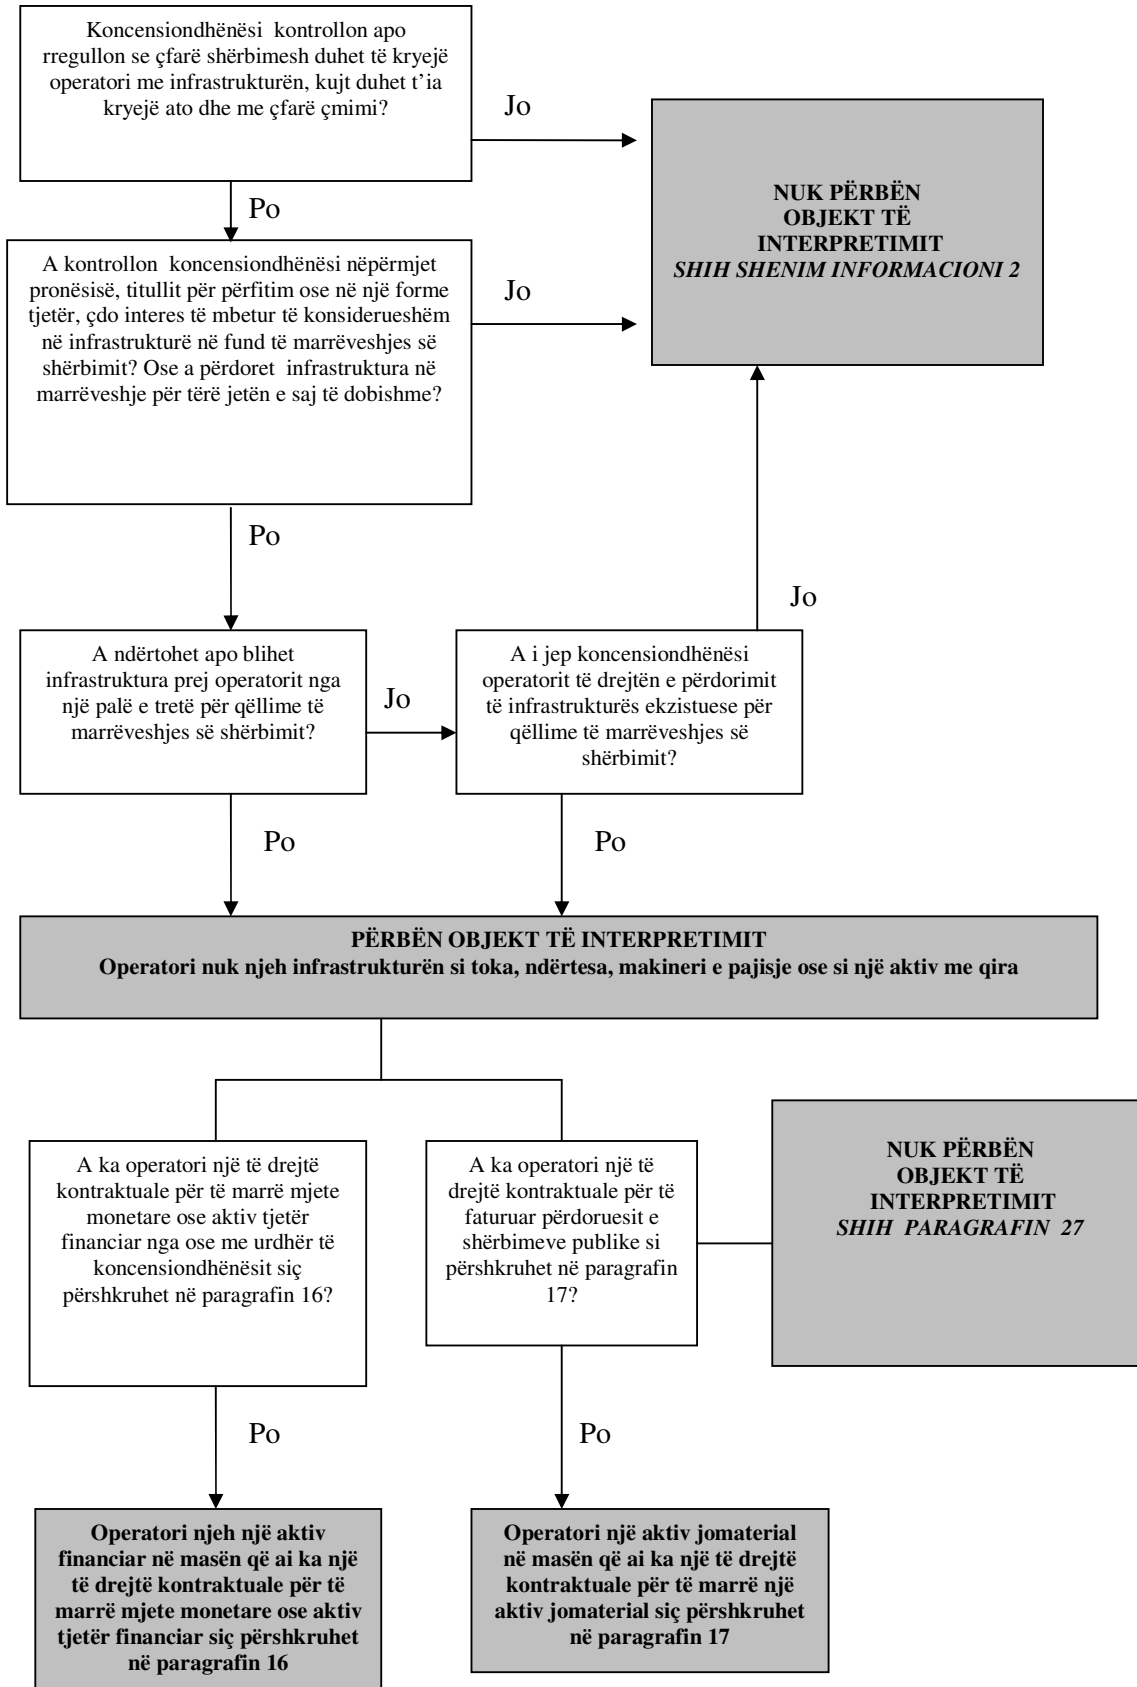 Koncensiondhënësi kontrollon apo
rregullon se çfarë shërbimesh duhet të kryejë
operatori me infrastrukturën, kujt duhet t'ia
kryejë ato dhe me çfarë çmimi?
Jo
NUK PËRBËN
OBJEKT TË
INTERPRETIMIT
SHIH SHENIM INFORMACIONI 2
Po
A kontrollon koncensiondhënësi nëpërmjet
pronësisë, titullit për përfitim ose në një forme
tjetër, çdo interes të mbetur të konsiderueshëm
në infrastrukturë në fund të marrëveshjes së
shërbimit? Ose a përdoret infrastruktura në
marrëveshje për tërë jetën e saj të dobishme?
Jo
Po
Jo
A ndërtohet apo blihet
infrastruktura prej operatorit nga
një palë e tretë për qëllime të
marrëveshjes së shërbimit?
Jo
A i jep koncensiondhënësi
operatorit të drejtën e përdorimit
të infrastrukturës ekzistuese për
qëllime të marrëveshjes së
shërbimit?
Po
Po
PËRBËN OBJEKT TË INTERPRETIMIT
Operatori nuk njeh infrastrukturën si toka, ndërtesa, makineri e pajisje ose si një aktiv me qira
A ka operatori një të drejtë
kontraktuale për të marrë mjete
monetare ose aktiv tjetër
financiar nga ose me urdhër të
koncensiondhënësit siç
përshkruhet në paragrafin 16?
A ka operatori një të
drejtë kontraktuale për të
faturuar përdoruesit e
shërbimeve publike si
përshkruhet në paragrafin
17?
NUK PËRBËN
OBJEKT TË
INTERPRETIMIT
SHIH PARAGRAFIN 27
Po
Po
Operatori njeh një aktiv
financiar në masën që ai ka një
të drejtë kontraktuale për të
marrë mjete monetare ose aktiv
tjetër financiar siç përshkruhet
në paragrafin 16
Operatori një aktiv jomaterial
në masën që ai ka një të drejtë
kontraktuale për të marrë një
aktiv jomaterial siç përshkruhet
në paragrafin 17